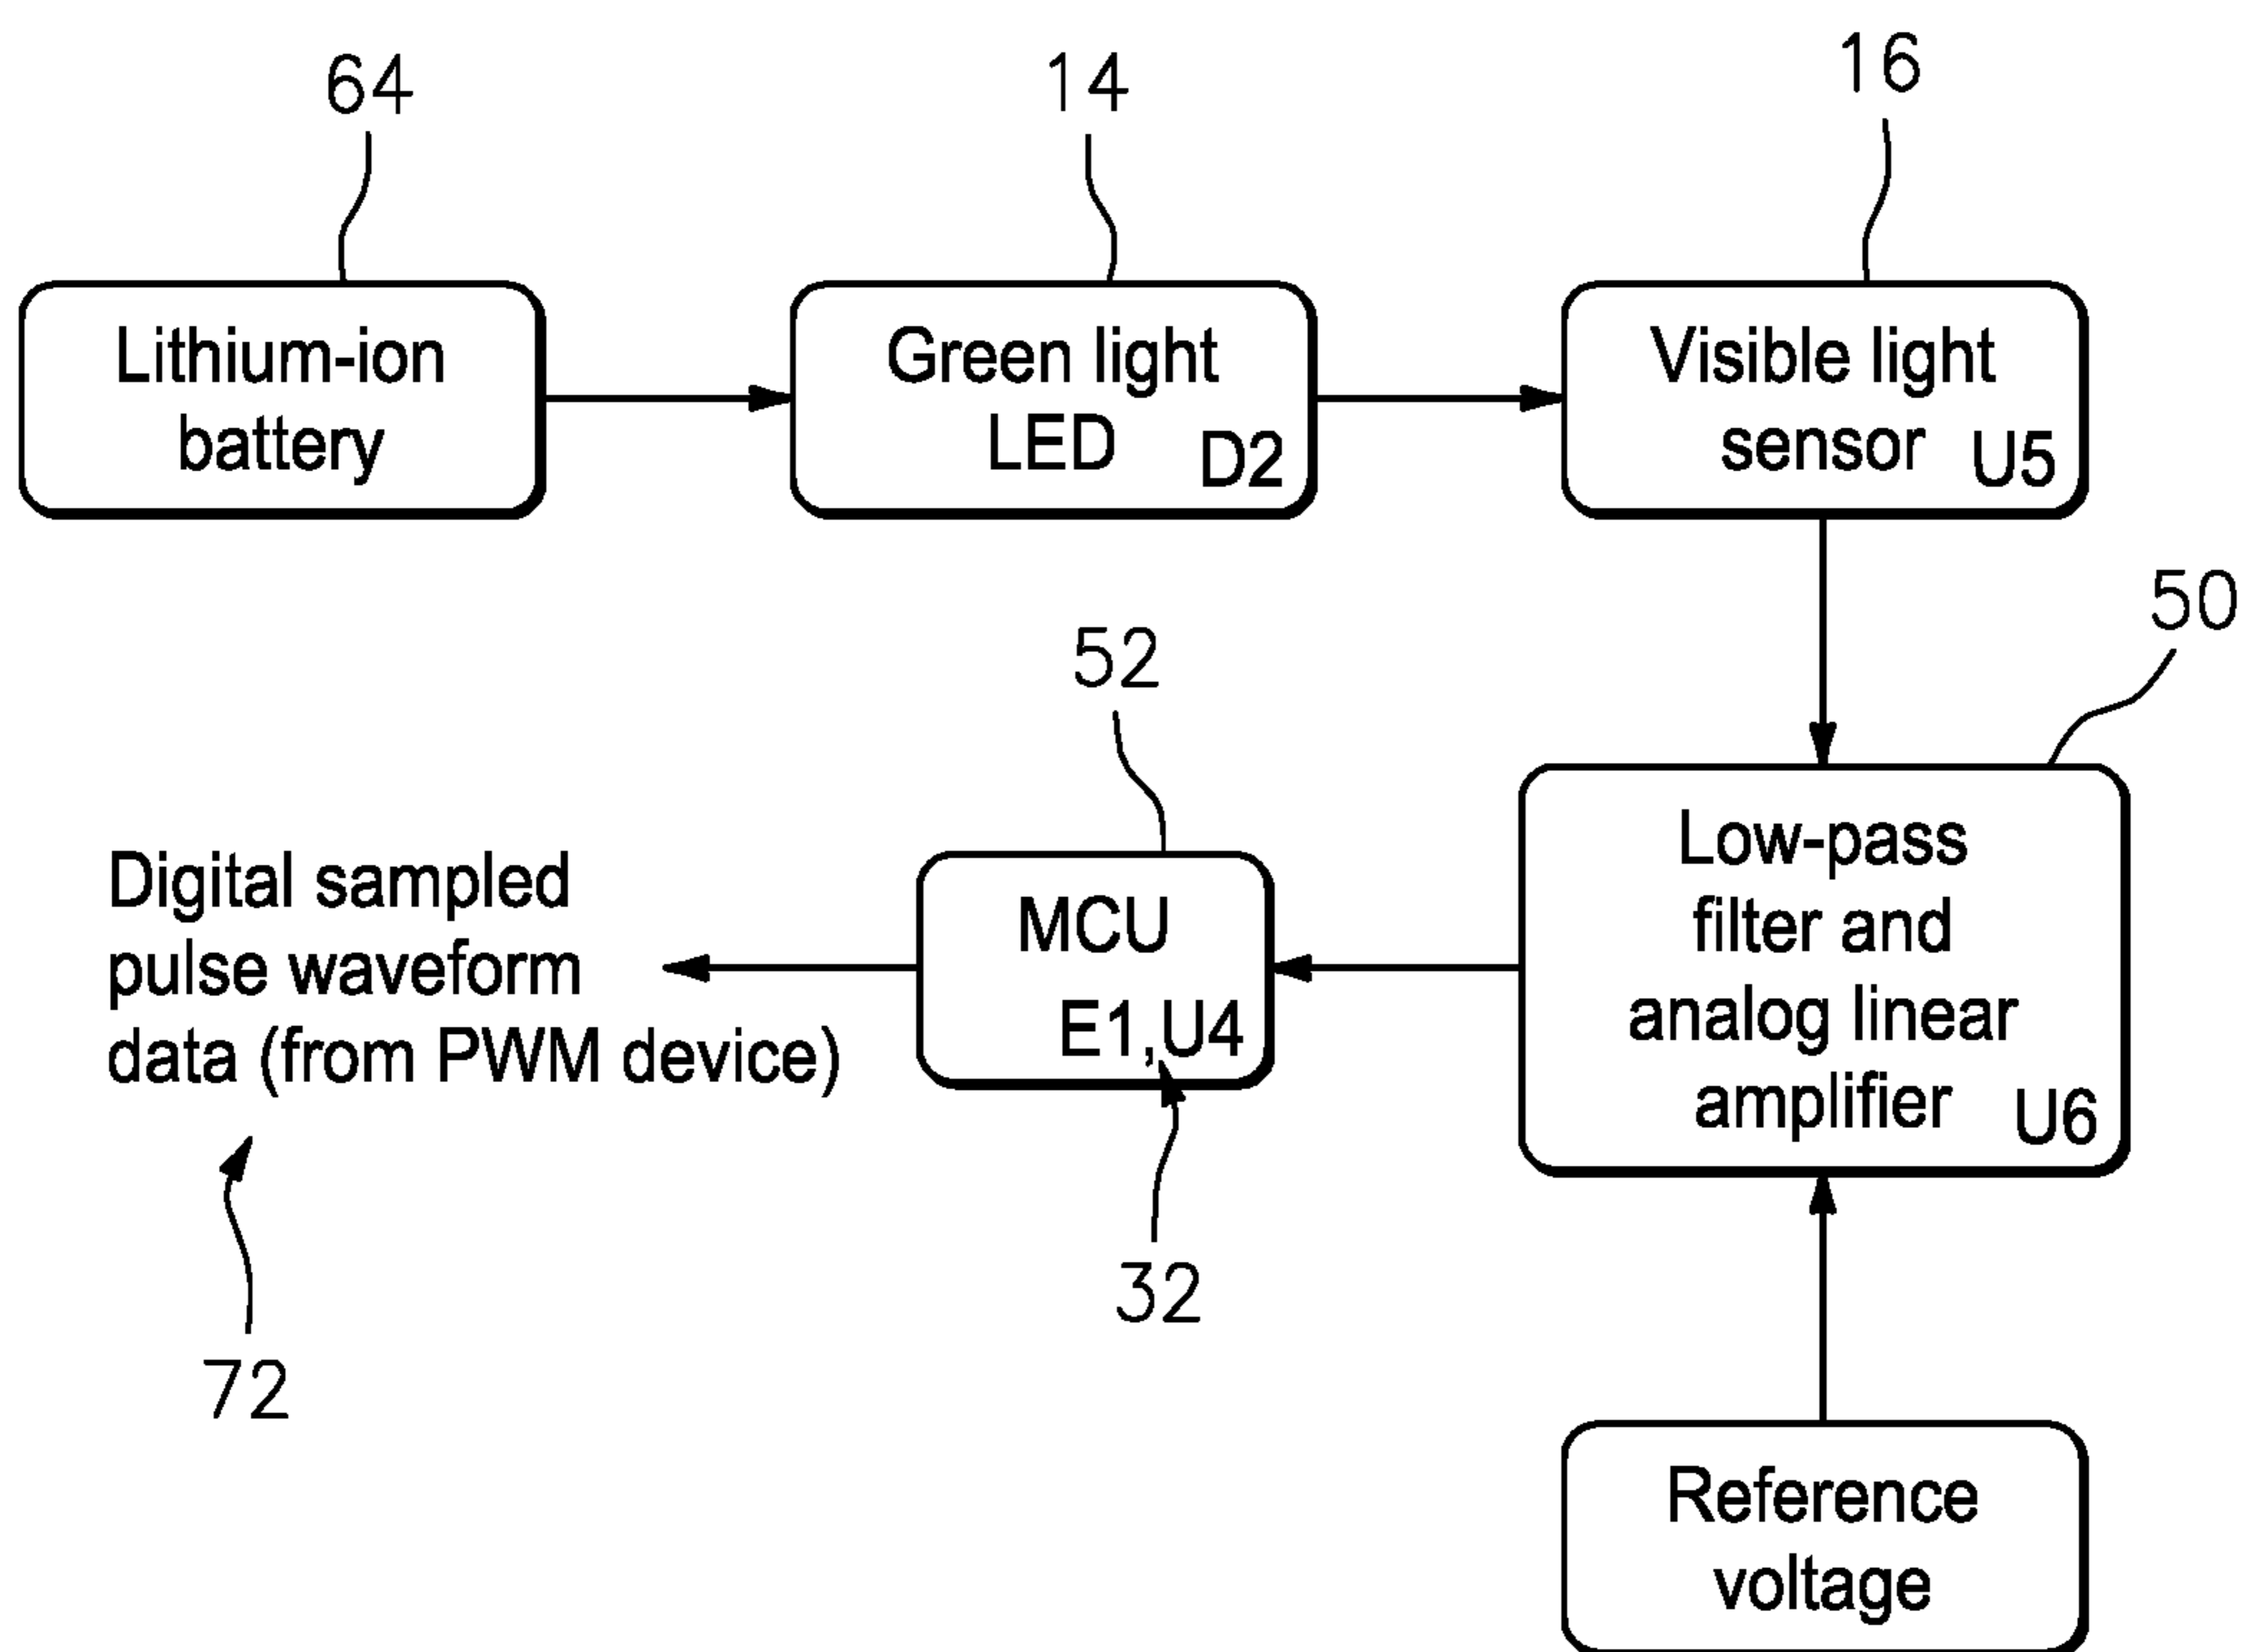 64
14
16
Lithium-ion
battery
Green light
LED
D2
Visible light
sensor
U5
50
52
Digital sampled
pulse waveform
data (from PWM device)
MCU
E1,U4
Low-pass
filter and
analog linear
amplifier
U6
32
72
Reference
voltage